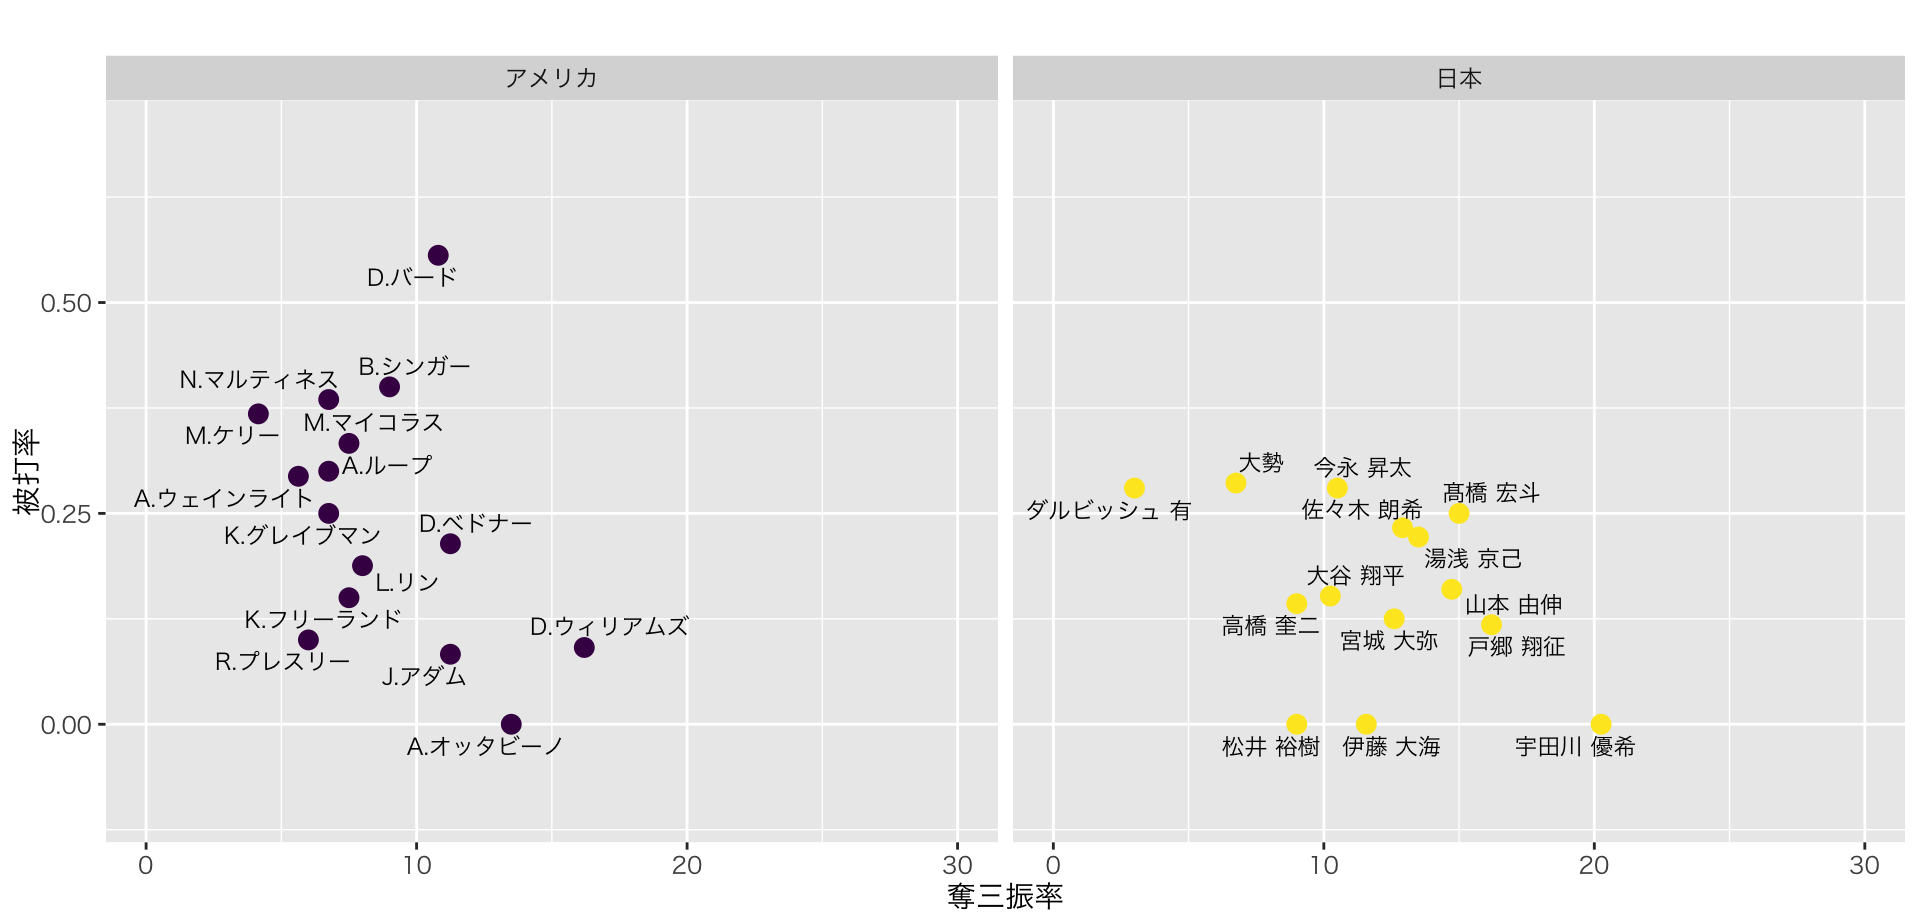 アメリカ
日本
被打率
0.50
0.25
0.00
D.バード
B.シンガー
N.マルティネス
M.ケリー
M.マイコラス
A.ループ
A.ウェインライト
K.グレイブマン
D.ベドナー
L.リン
K.フリーランド
D.ウィリアムズ
R.プレスリー
J.アダム
A.オッタビーノ
大勢
今永 昇太
ダルビッシュ 有
佐々木 朗希
髙橋 宏斗
湯浅 京己
大谷 翔平
高橋 奎二
山本 由伸
宮城 大弥
戸郷 翔征
松井 裕樹
伊藤 大海
宇田川 優希
0
10
20
30
0
10
20
30
奪三振率